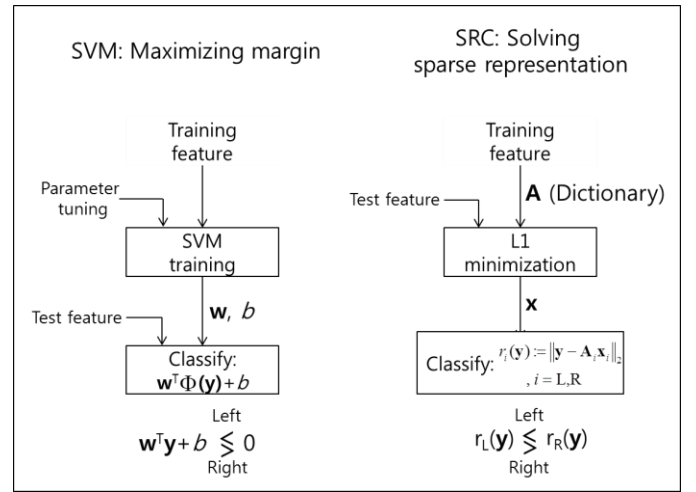 SVM: Maximizing margin
Training
feature
Parameter
tuning
SVM
training
w, b
Test feature
Classify:
wᵀΦ(y)+b
Left
wᵀy+b ≶ 0
Right
SRC: Solving
sparse representation
Training
feature
A (Dictionary)
Test feature
L1
minimization
x
Classify: rᵢ(y) := ‖y − Aᵢxᵢ‖₂
, i = L,R
Left
r_L(y) ≶ r_R(y)
Right